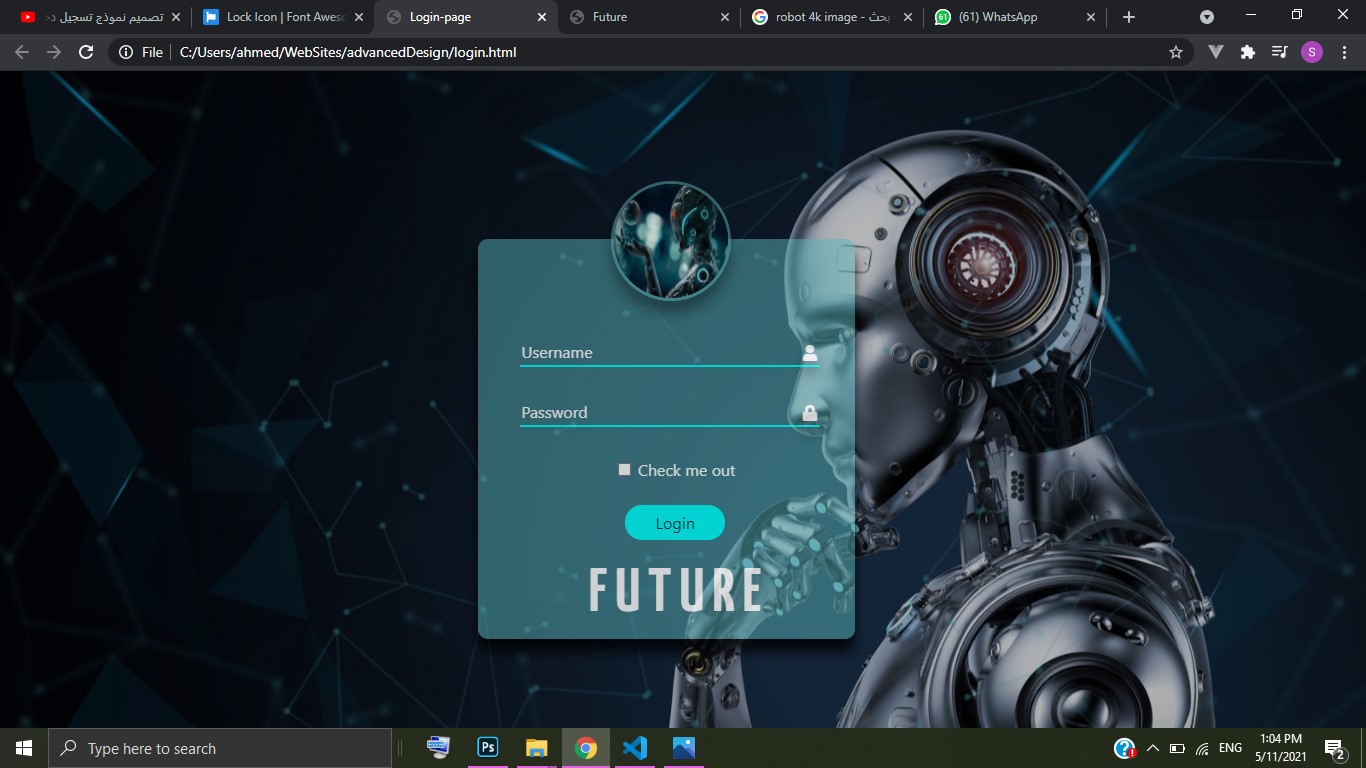 تصميم نموذج تسجيل دخ
Lock Icon | Font Aweso
Login-page
Future
robot 4k image - بحث
(61) WhatsApp
S
File
C:/Users/ahmed/WebSites/advancedDesign/login.html
Username
Password
Check me out
Login
FUTURE
Type here to search
Ps
ENG
1:04 PM
5/11/2021
2